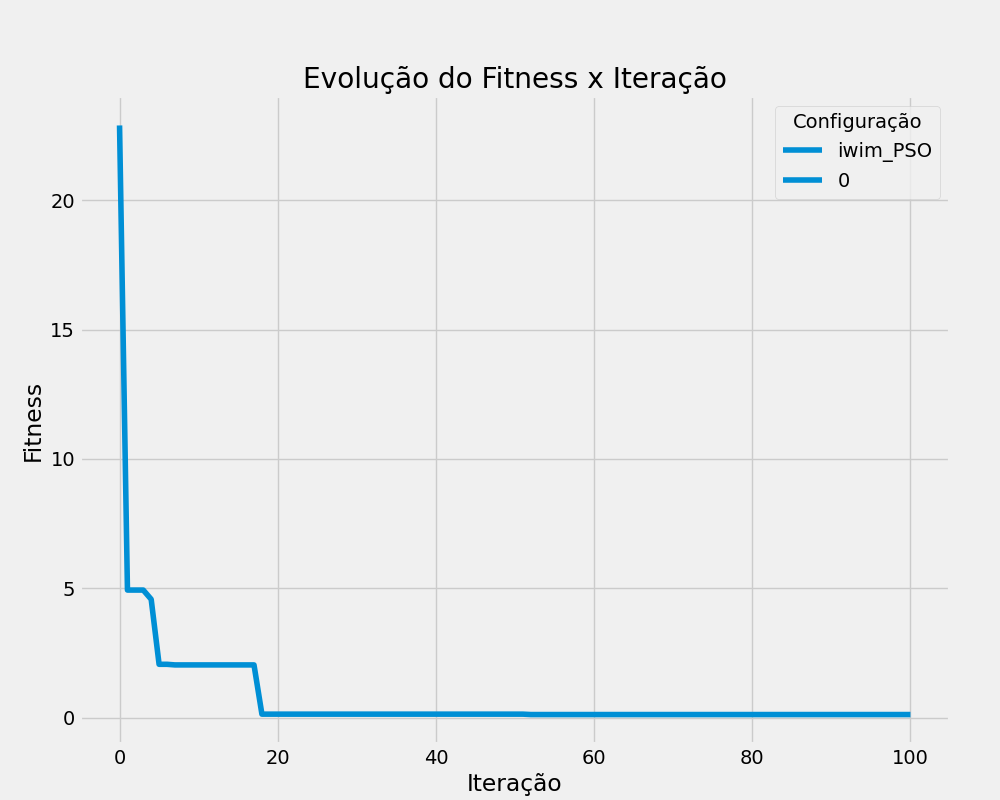 Evolução do Fitness x Iteração
Configuração
iwim_PSO
0
Fitness
20
15
10
5
0
0 20 40 60 80 100
Iteração